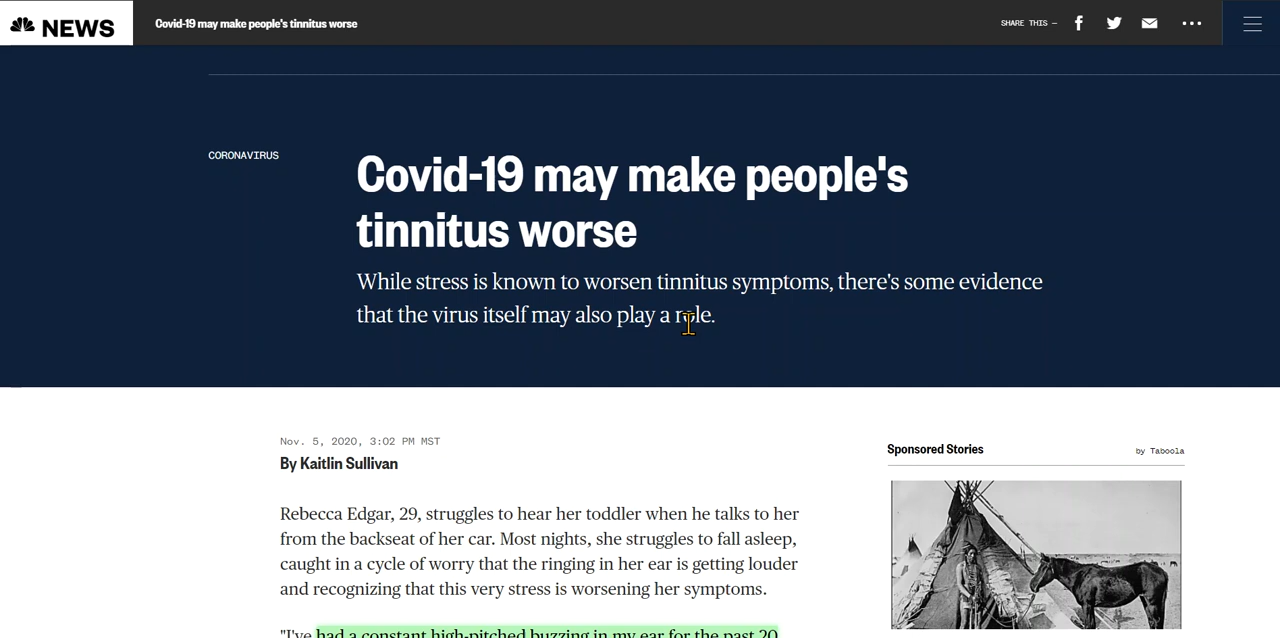 NEWS
Covid-19 may make people's tinnitus worse
SHARE THIS —
CORONAVIRUS
Covid-19 may make people's
tinnitus worse
While stress is known to worsen tinnitus symptoms, there's some evidence
that the virus itself may also play a role.
Nov. 5, 2020, 3:02 PM MST
By Kaitlin Sullivan
Sponsored Stories
by Taboola
Rebecca Edgar, 29, struggles to hear her toddler when he talks to her
from the backseat of her car. Most nights, she struggles to fall asleep,
caught in a cycle of worry that the ringing in her ear is getting louder
and recognizing that this very stress is worsening her symptoms.
"I've had a constant high-pitched buzzing in my ear for the past 20